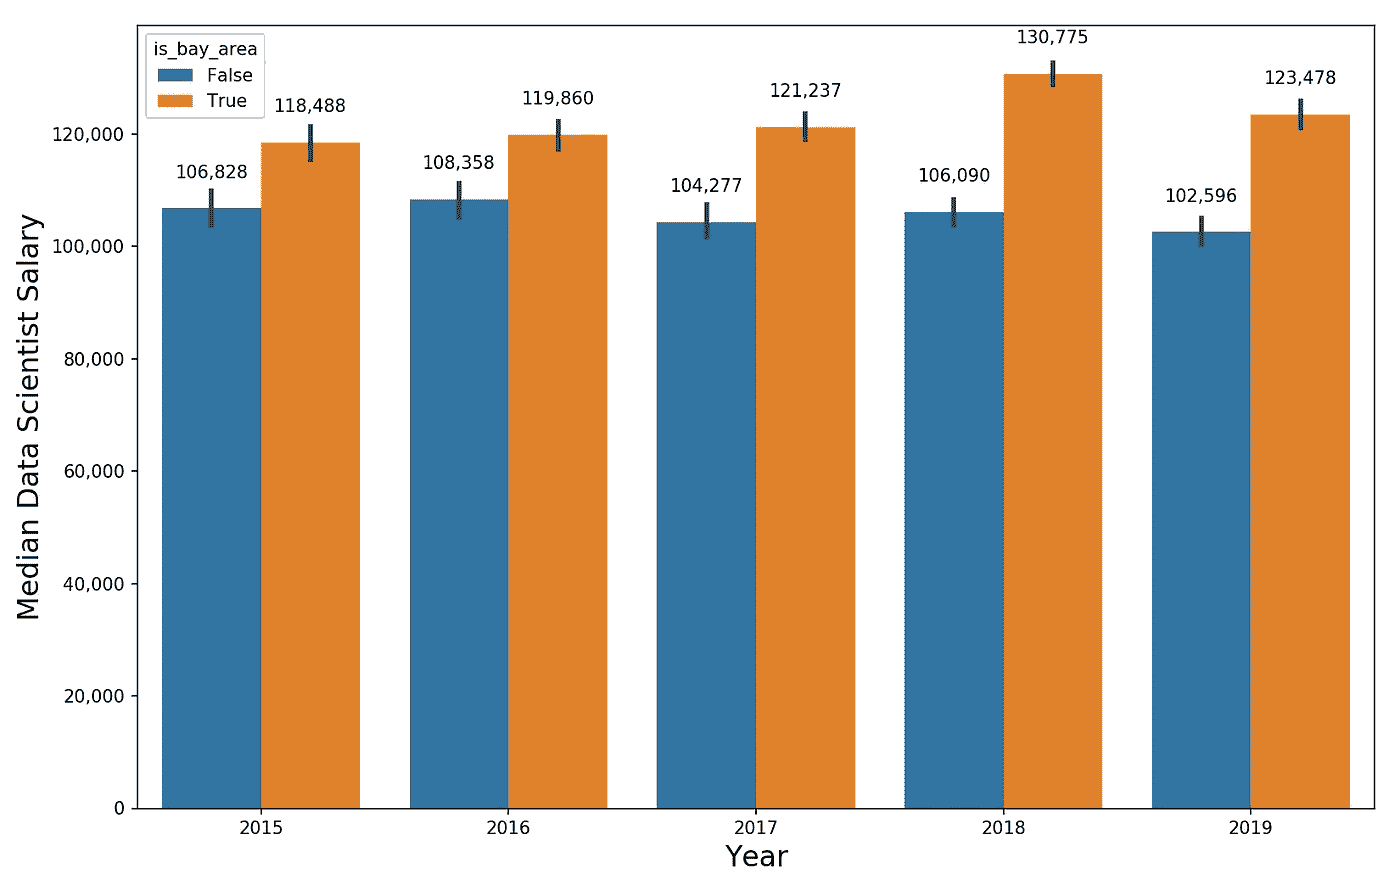 is_bay_area
False
True
118,488
106,828
119,860
108,358
121,237
104,277
130,775
106,090
123,478
102,596
120,000
100,000
80,000
60,000
40,000
20,000
0
Median Data Scientist Salary
2015 2016 2017 2018 2019
Year